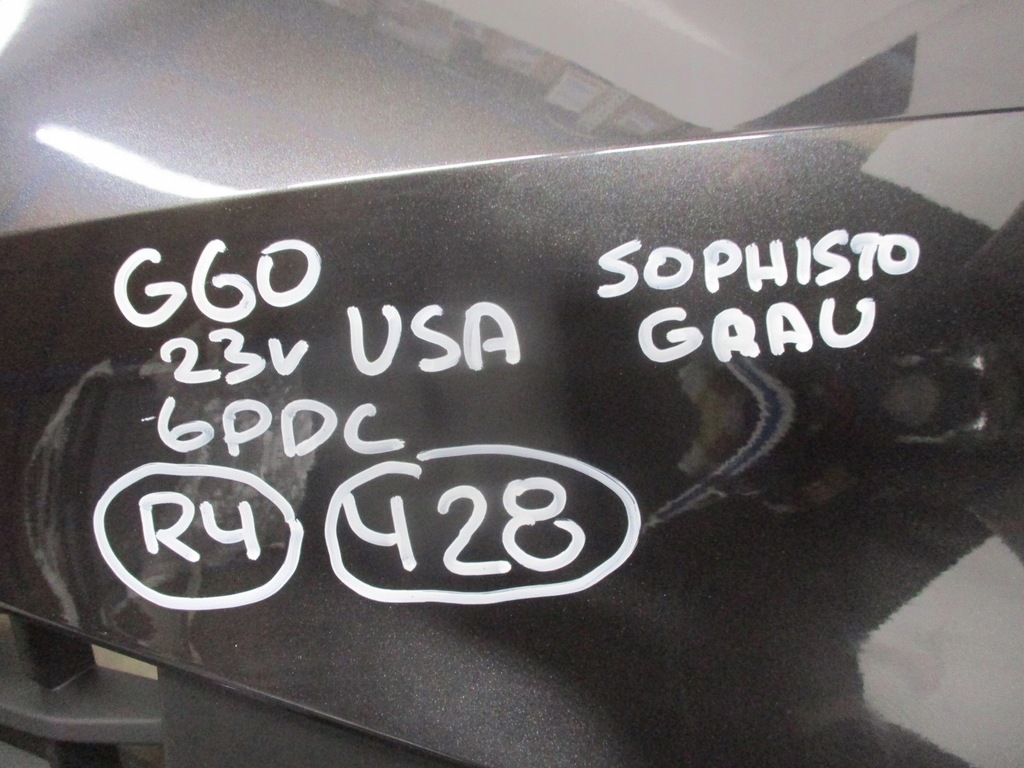 G60
23V USA
6PDC
R4 428
SOPHISTO
GRAU